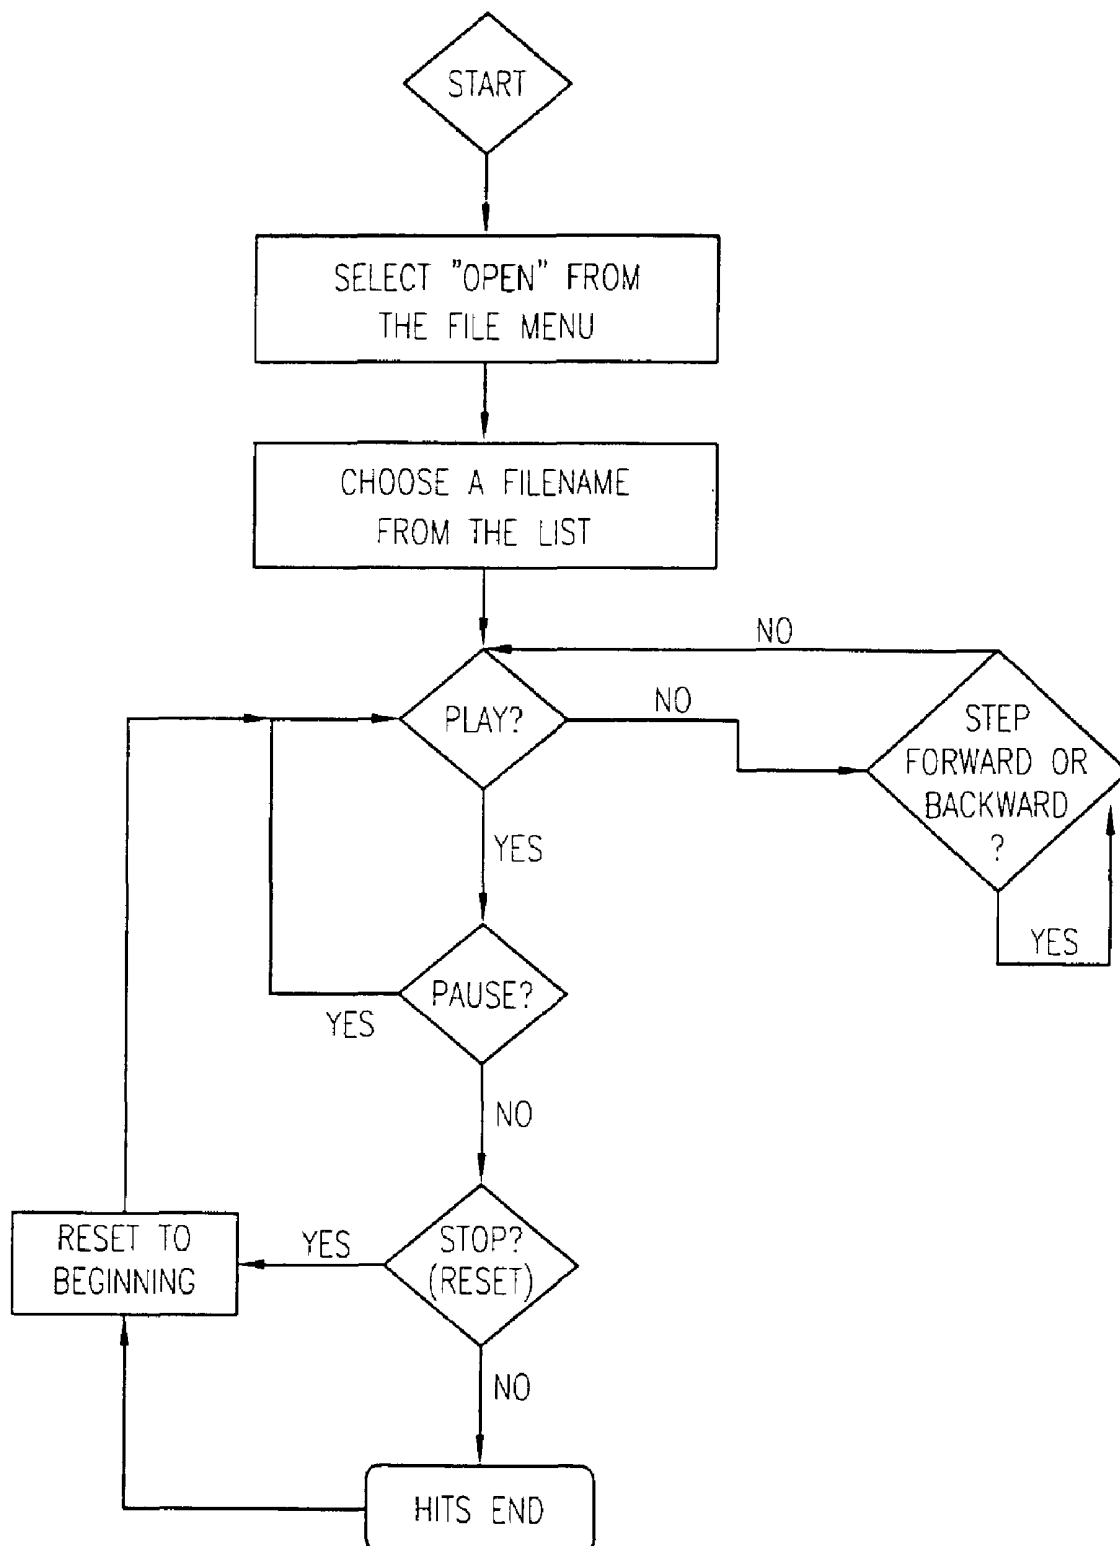 START
SELECT "OPEN" FROM
THE FILE MENU
CHOOSE A FILENAME
FROM THE LIST
NO
PLAY?
NO
STEP
FORWARD OR
BACKWARD
?
YES
YES
PAUSE?
YES
NO
RESET TO
BEGINNING
YES
STOP?
(RESET)
NO
HITS END